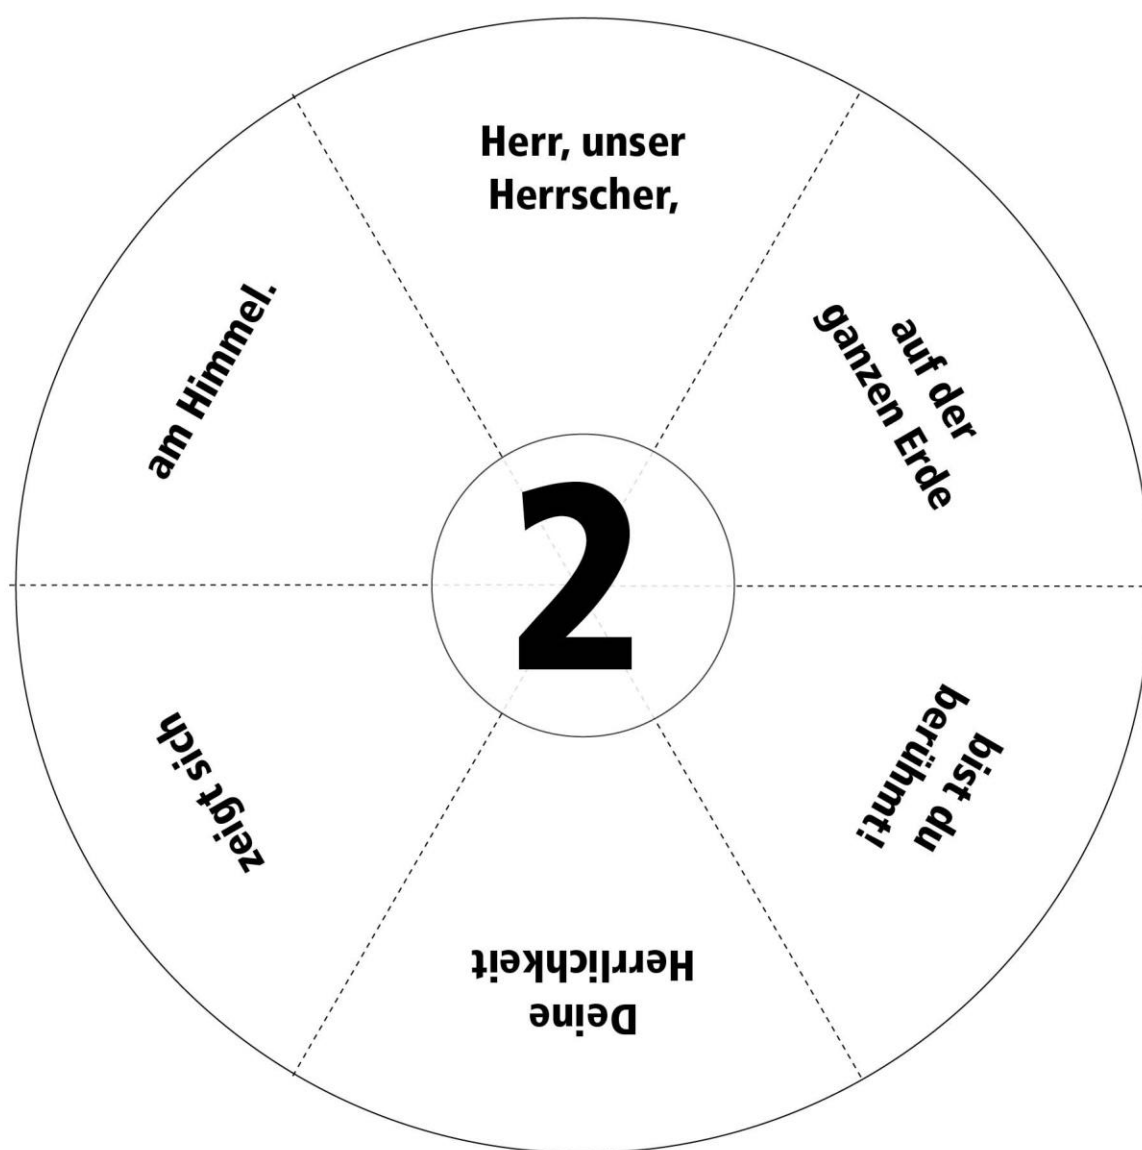 Herr, unser
Herrscher,
auf der
ganzen Erde
bist du
berühmt!
Deine
Herrlichkeit
zeigt sich
am Himmel.
2